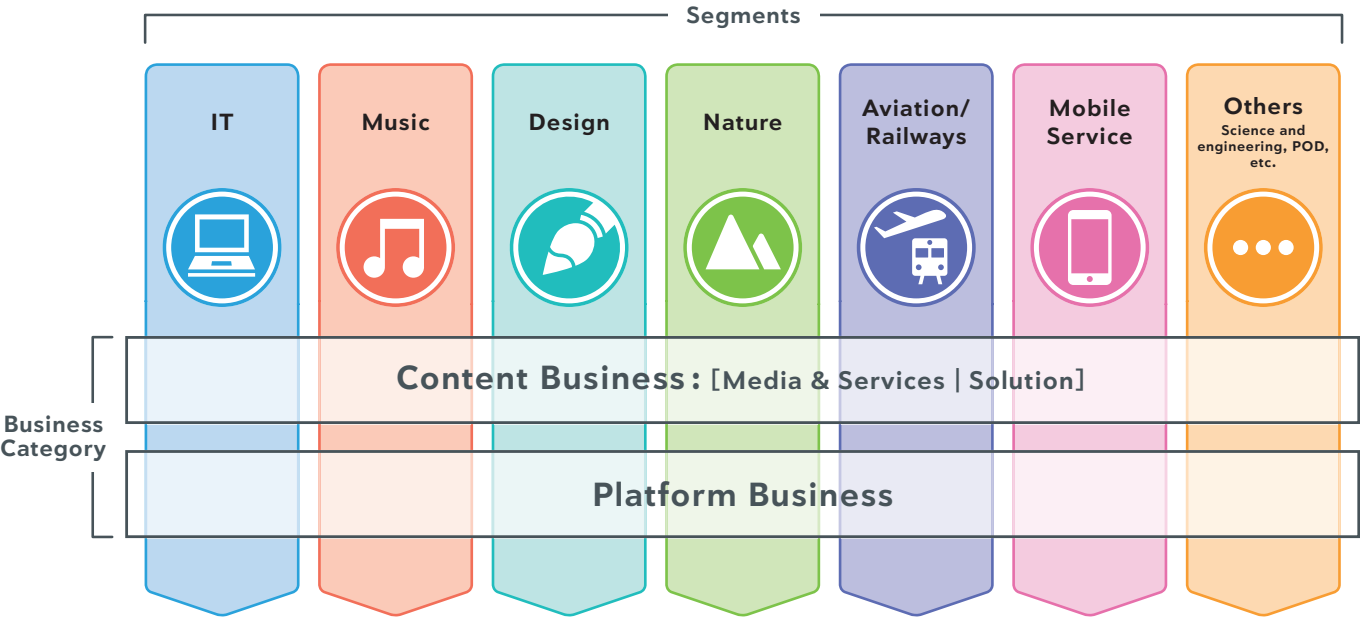 Segments
IT
Music
Design
Nature
Aviation/
Railways
Mobile
Service
Others
Science and
engineering, POD,
etc.
Business
Category
Content Business: [Media & Services | Solution]
Platform Business